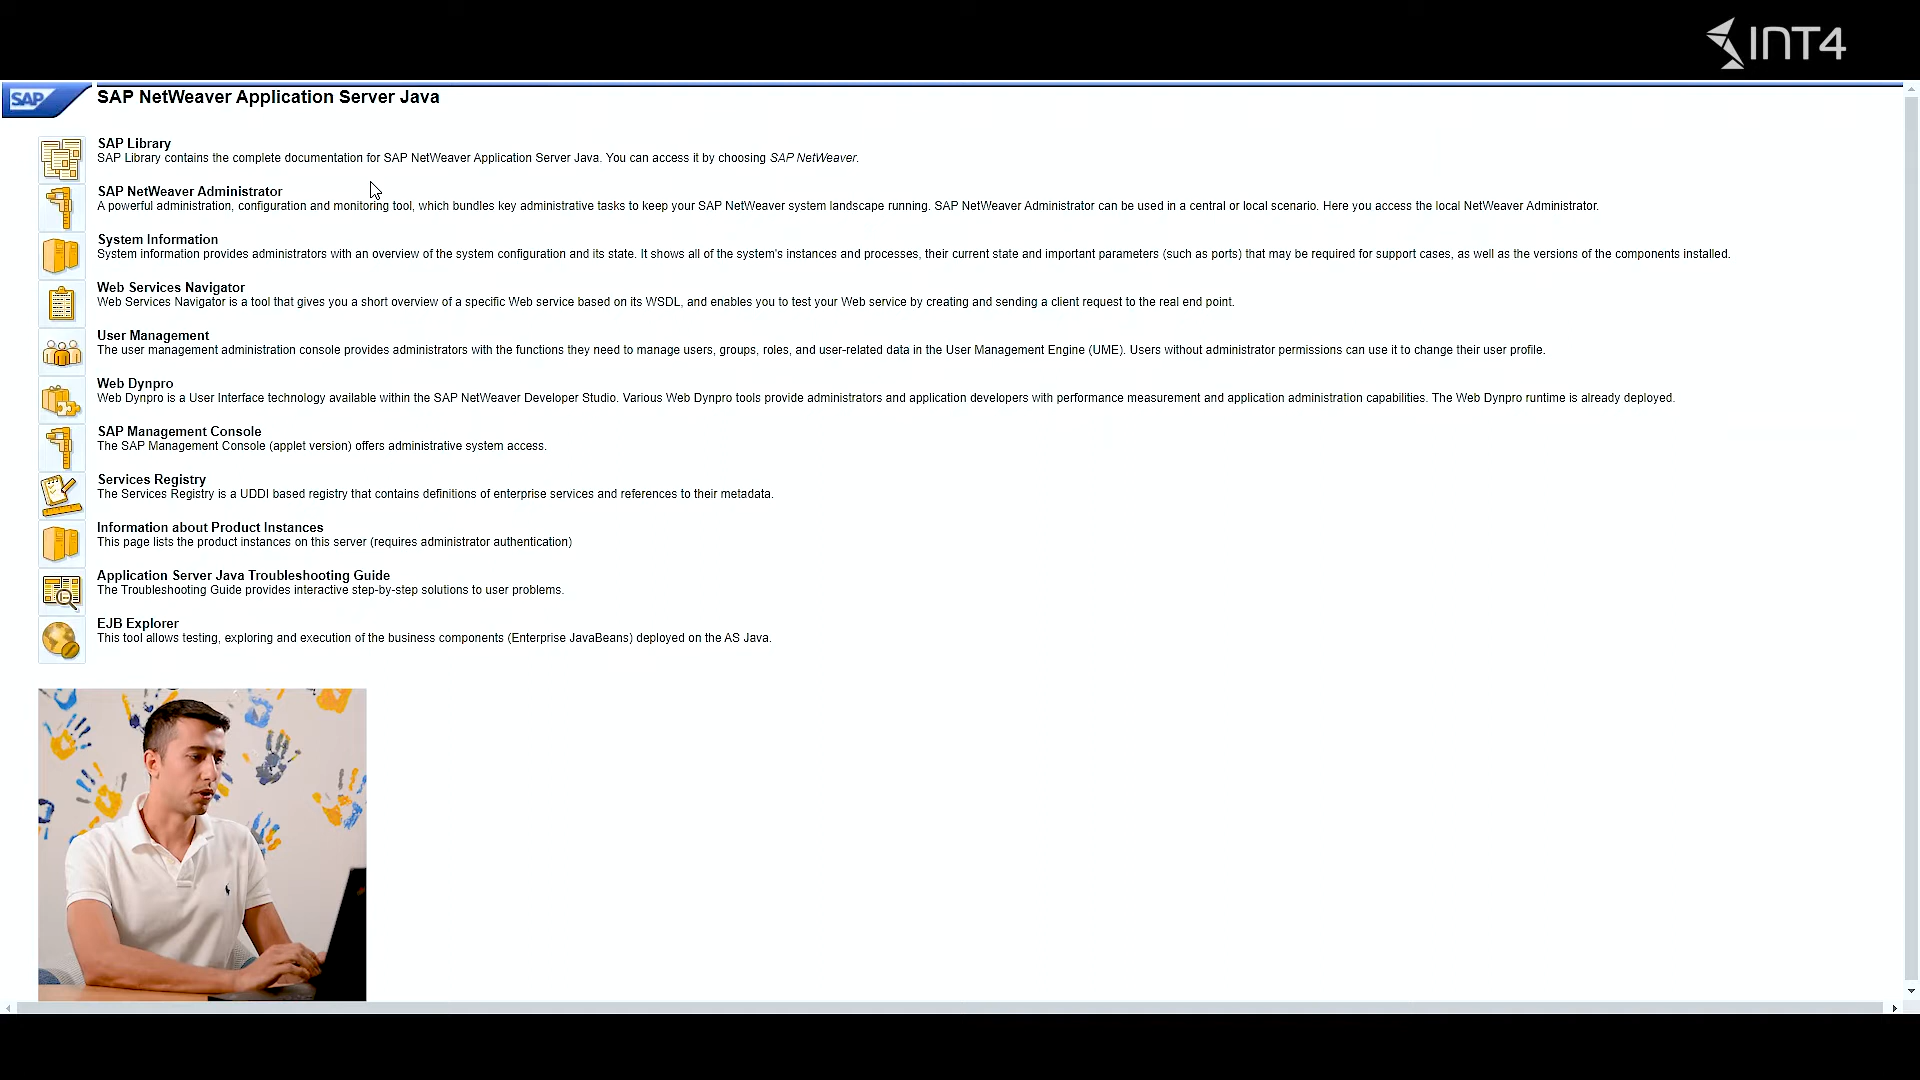 INT4
SAP
SAP NetWeaver Application Server Java
SAP Library
SAP Library contains the complete documentation for SAP NetWeaver Application Server Java. You can access it by choosing SAP NetWeaver.
SAP NetWeaver Administrator
A powerful administration, configuration and monitoring tool, which bundles key administrative tasks to keep your SAP NetWeaver system landscape running. SAP NetWeaver Administrator can be used in a central or local scenario. Here you access the local NetWeaver Administrator.
System Information
System information provides administrators with an overview of the system configuration and its state. It shows all of the system's instances and processes, their current state and important parameters (such as ports) that may be required for support cases, as well as the versions of the components installed.
Web Services Navigator
Web Services Navigator is a tool that gives you a short overview of a specific Web service based on its WSDL, and enables you to test your Web service by creating and sending a client request to the real end point.
User Management
The user management administration console provides administrators with the functions they need to manage users, groups, roles, and user-related data in the User Management Engine (UME). Users without administrator permissions can use it to change their user profile.
Web Dynpro
Web Dynpro is a User Interface technology available within the SAP NetWeaver Developer Studio. Various Web Dynpro tools provide administrators and application developers with performance measurement and application administration capabilities. The Web Dynpro runtime is already deployed.
SAP Management Console
The SAP Management Console (applet version) offers administrative system access.
Services Registry
The Services Registry is a UDDI based registry that contains definitions of enterprise services and references to their metadata.
Information about Product Instances
This page lists the product instances on this server (requires administrator authentication)
Application Server Java Troubleshooting Guide
The Troubleshooting Guide provides interactive step-by-step solutions to user problems.
EJB Explorer
This tool allows testing, exploring and execution of the business components (Enterprise JavaBeans) deployed on the AS Java.